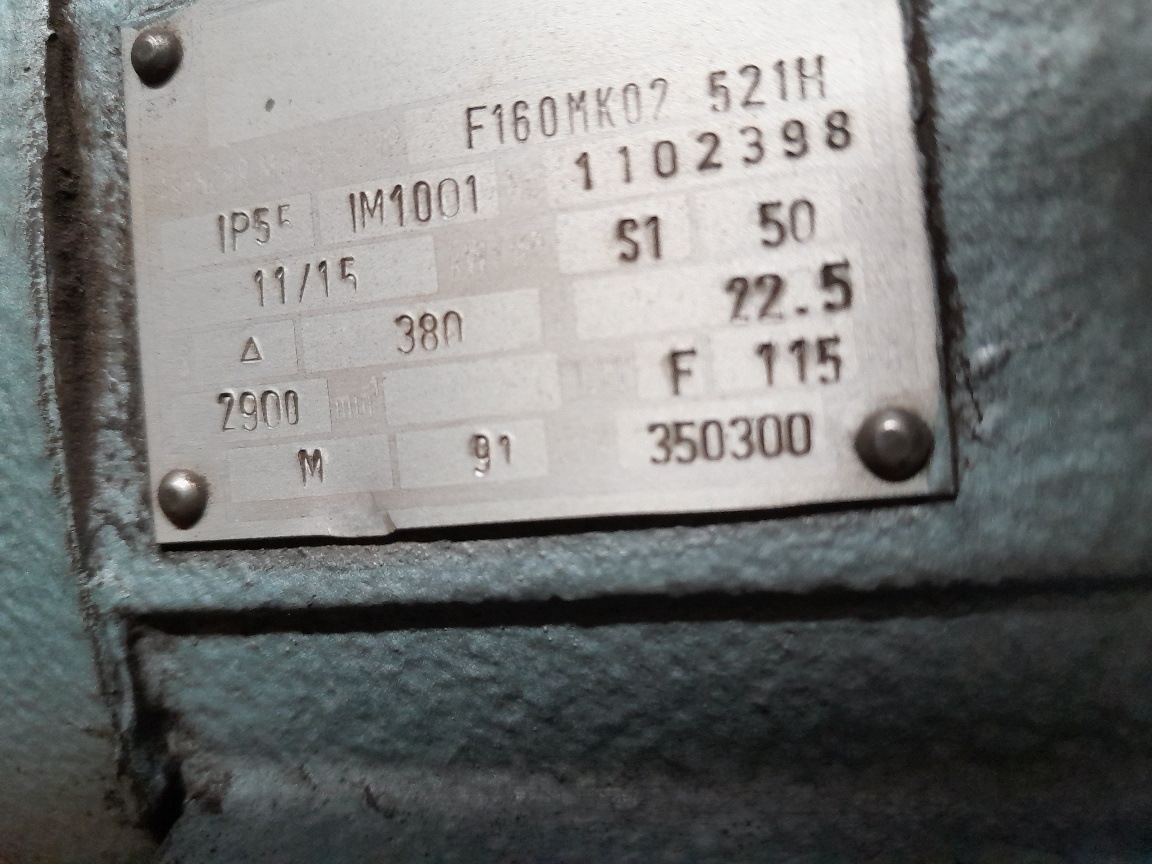 F160MK02 521H
1102398
IP55 IM1001
S1 50
11/15
22.5
Δ 380
F 115
2900
M 91 350300